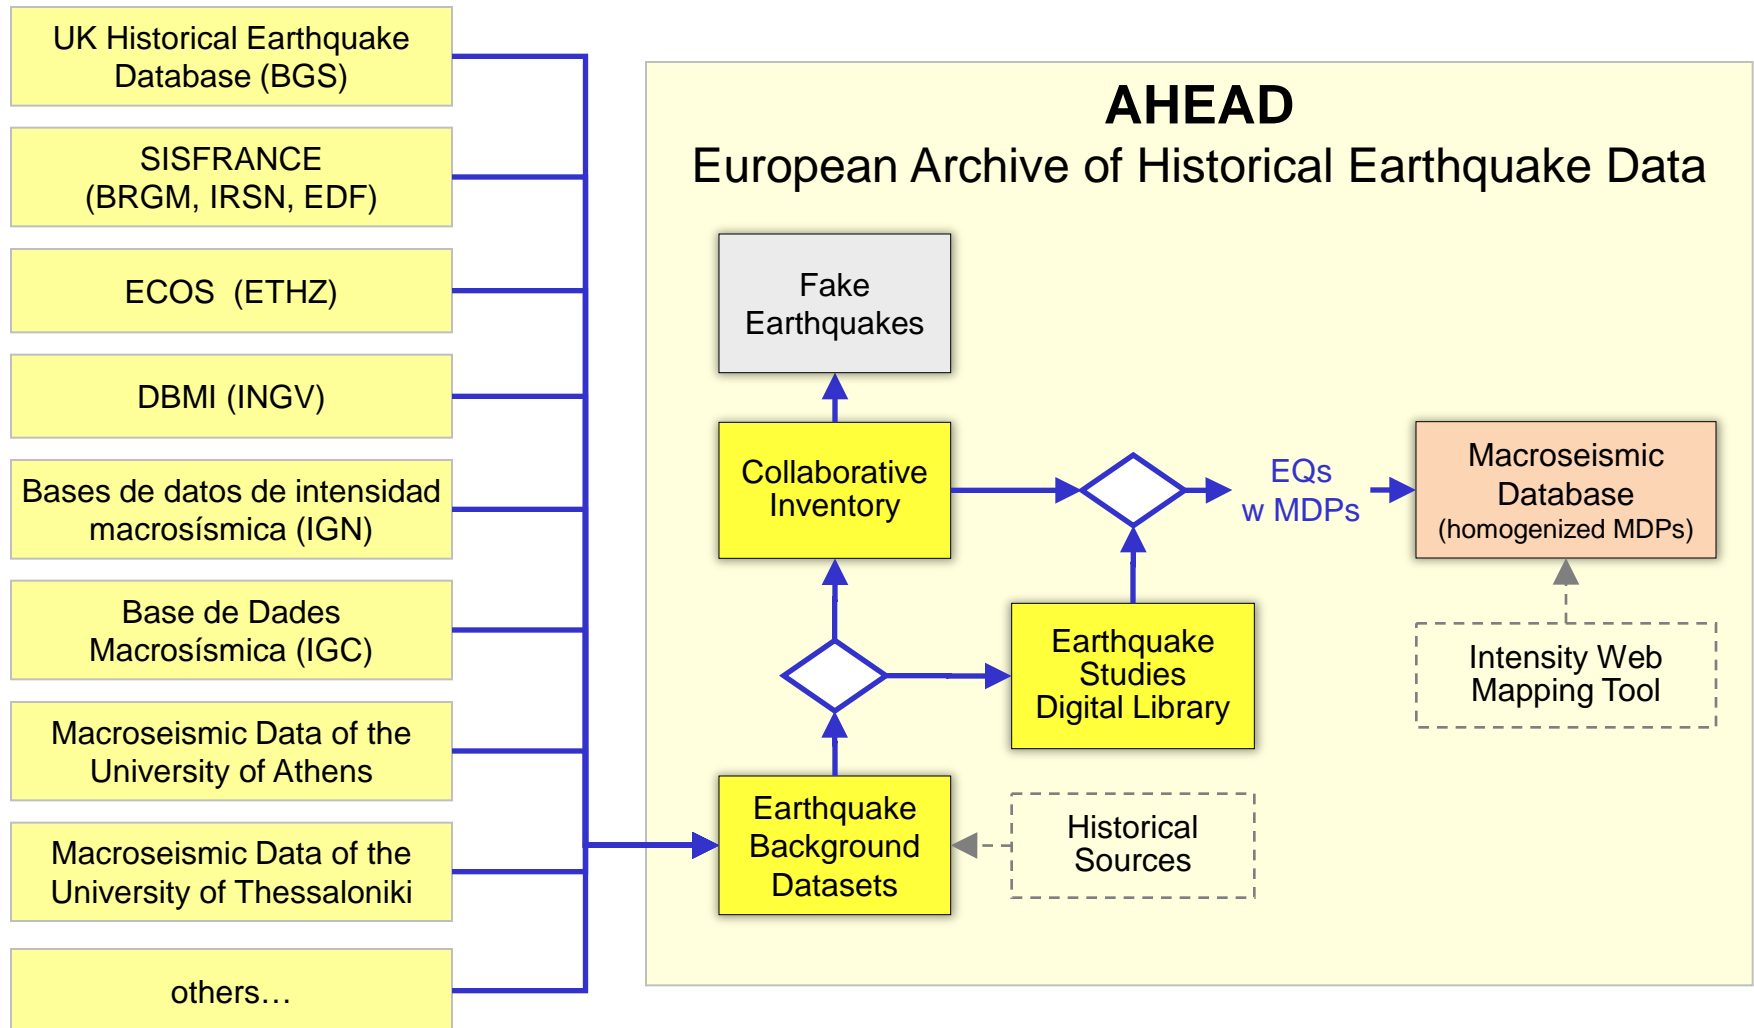 UK Historical Earthquake
Database (BGS)
SISFRANCE
(BRGM, IRSN, EDF)
ECOS  (ETHZ)
DBMI (INGV)
Bases de datos de intensidad
macrosísmica (IGN)
Base de Dades
Macrosísmica (IGC)
Macroseismic Data of the
University of Athens
Macroseismic Data of the
University of Thessaloniki
others…
AHEAD
European Archive of Historical Earthquake Data
Fake
Earthquakes
Collaborative
Inventory
EQs
w MDPs
Macroseismic
Database
(homogenized MDPs)
Earthquake
Studies
Digital Library
Intensity Web
Mapping Tool
Earthquake
Background
Datasets
Historical
Sources